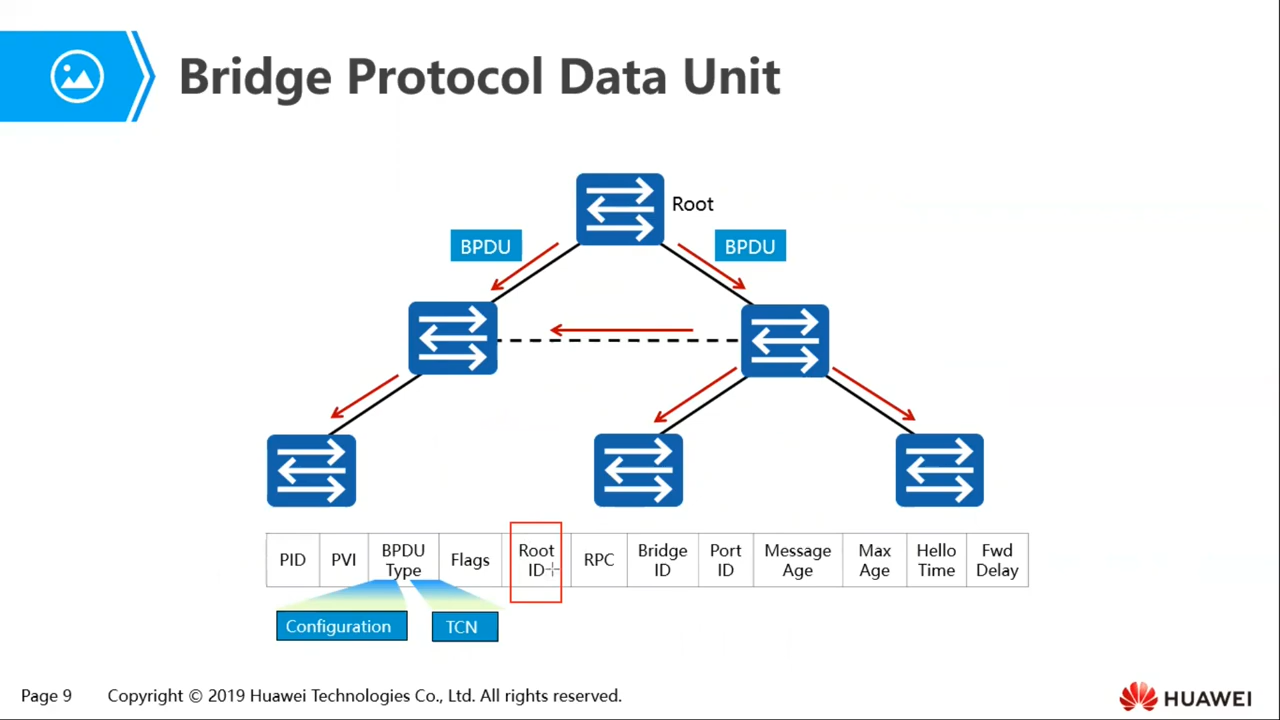 Bridge Protocol Data Unit
Root
BPDU
BPDU
PID
PVI
BPDU
Type
Flags
Root
ID
RPC
Bridge
ID
Port
ID
Message
Age
Max
Age
Hello
Time
Fwd
Delay
Configuration
TCN
Page 9
Copyright © 2019 Huawei Technologies Co., Ltd. All rights reserved.
HUAWEI